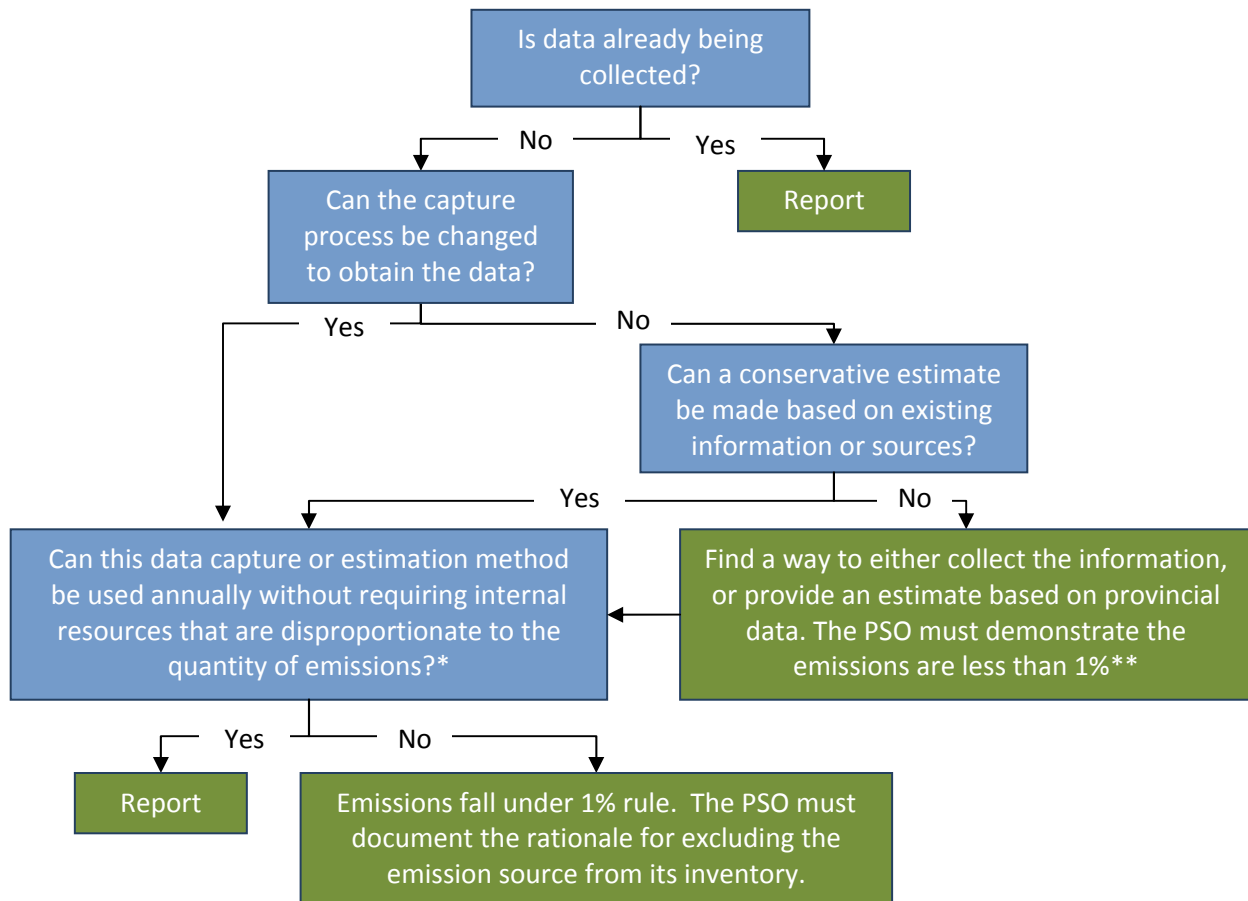 Is data already being
collected?
No
Yes
Can the capture
process be changed
to obtain the data?
Report
Yes
No
Can a conservative estimate
be made based on existing
information or sources?
Yes
No
Can this data capture or estimation method
be used annually without requiring internal
resources that are disproportionate to the
quantity of emissions?*
Find a way to either collect the information,
or provide an estimate based on provincial
data. The PSO must demonstrate the
emissions are less than 1%**
Yes
No
Report
Emissions fall under 1% rule.  The PSO must
document the rationale for excluding the
emission source from its inventory.